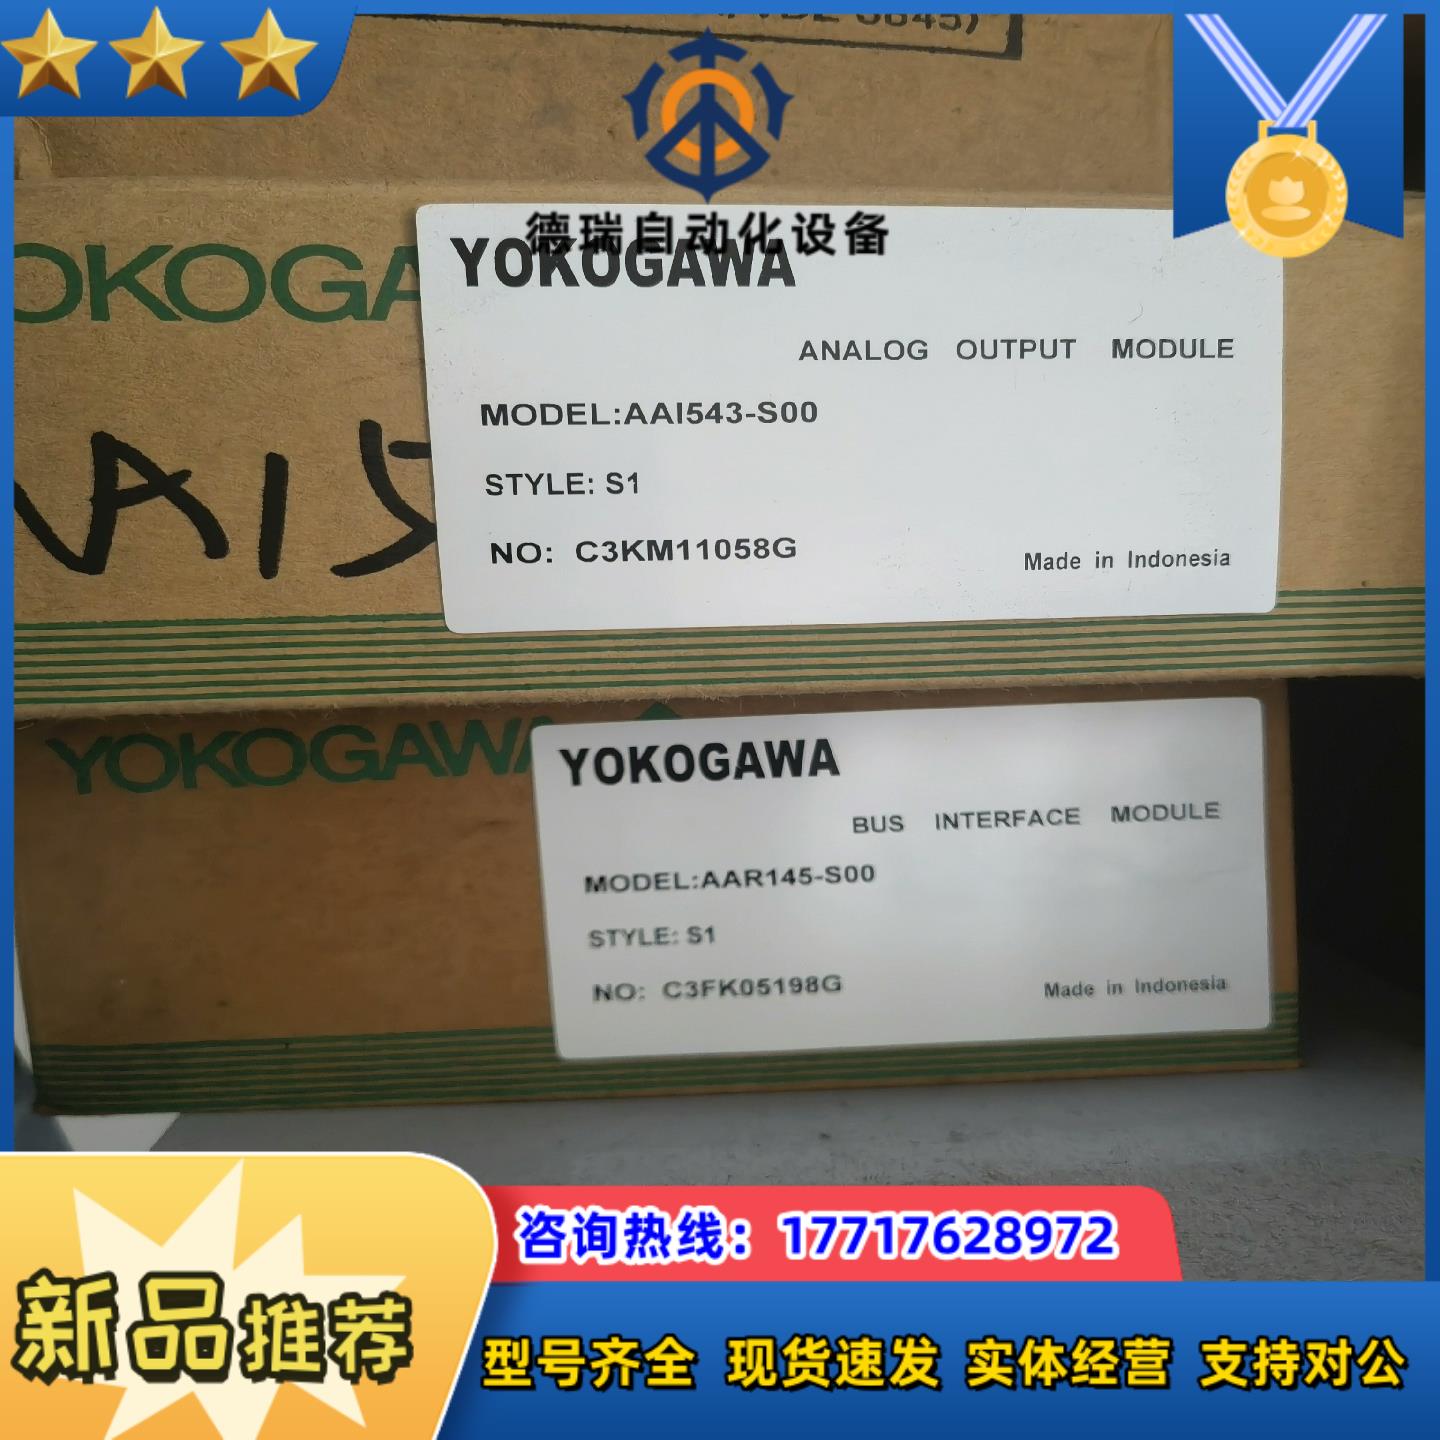 德瑞自动化设备
OKOGA
YOKOGAWA
ANALOG OUTPUT MODULE
MODEL:AAI543-S00
AAI5
STYLE: S1
NO: C3KM11058G
Made in Indonesia
YOKOGAWA
YOKOGAWA
BUS INTERFACE MODULE
MODEL:AAR145-S00
STYLE: S1
NO: C3FK05198G
Made in Indonesia
咨询热线：17717628972
新品推荐
型号齐全 现货速发 实体经营 支持对公